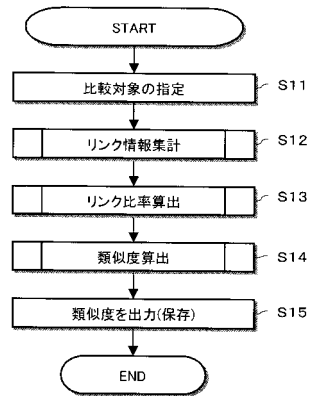 START
比較対象の指定 S11
リンク情報集計 S12
リンク比率算出 S13
類似度算出 S14
類似度を出力(保存) S15
END